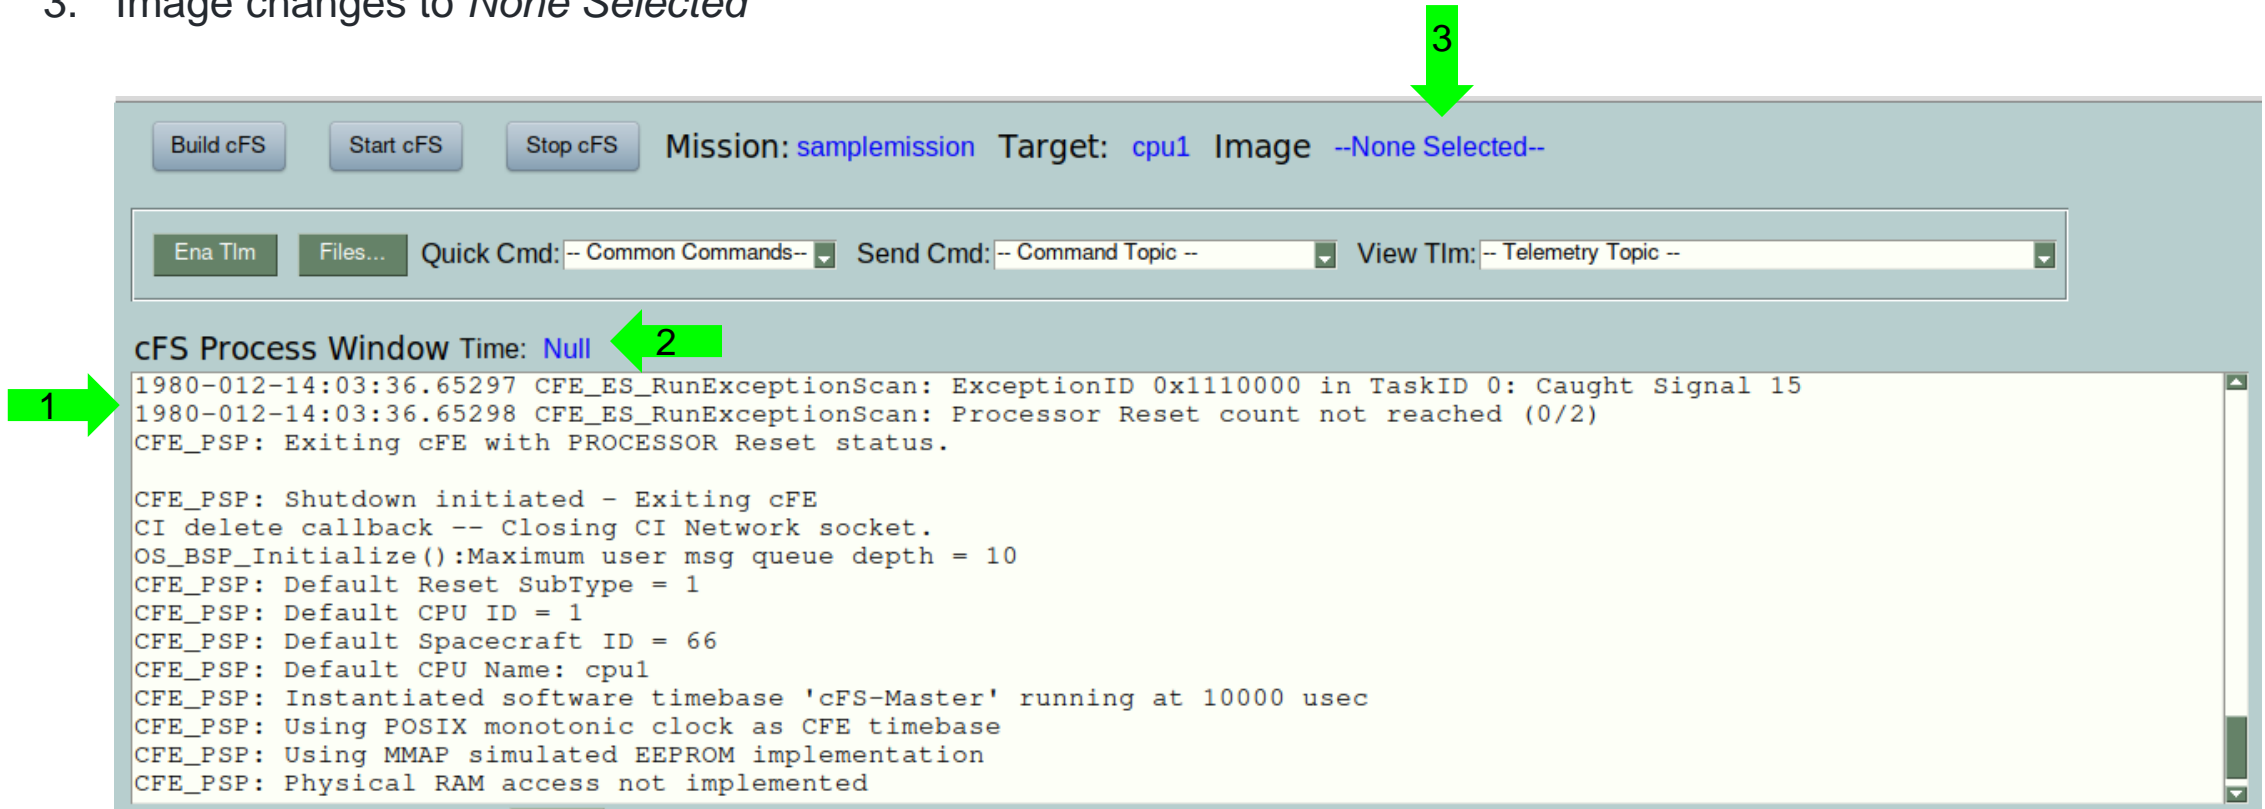 3. Image changes to None Selected
3
Build cFS Start cFS Stop cFS Mission: samplemission Target: cpu1 Image --None Selected--
Ena Tlm Files... Quick Cmd: -- Common Commands-- Send Cmd: -- Command Topic -- View Tlm: -- Telemetry Topic --
cFS Process Window Time: Null 2
1
1980-012-14:03:36.65297 CFE_ES_RunExceptionScan: ExceptionID 0x1110000 in TaskID 0: Caught Signal 15
1980-012-14:03:36.65298 CFE_ES_RunExceptionScan: Processor Reset count not reached (0/2)
CFE_PSP: Exiting cFE with PROCESSOR Reset status.
CFE_PSP: Shutdown initiated - Exiting cFE
CI delete callback -- Closing CI Network socket.
OS_BSP_Initialize():Maximum user msg queue depth = 10
CFE_PSP: Default Reset SubType = 1
CFE_PSP: Default CPU ID = 1
CFE_PSP: Default Spacecraft ID = 66
CFE_PSP: Default CPU Name: cpu1
CFE_PSP: Instantiated software timebase 'cFS-Master' running at 10000 usec
CFE_PSP: Using POSIX monotonic clock as CFE timebase
CFE_PSP: Using MMAP simulated EEPROM implementation
CFE_PSP: Physical RAM access not implemented